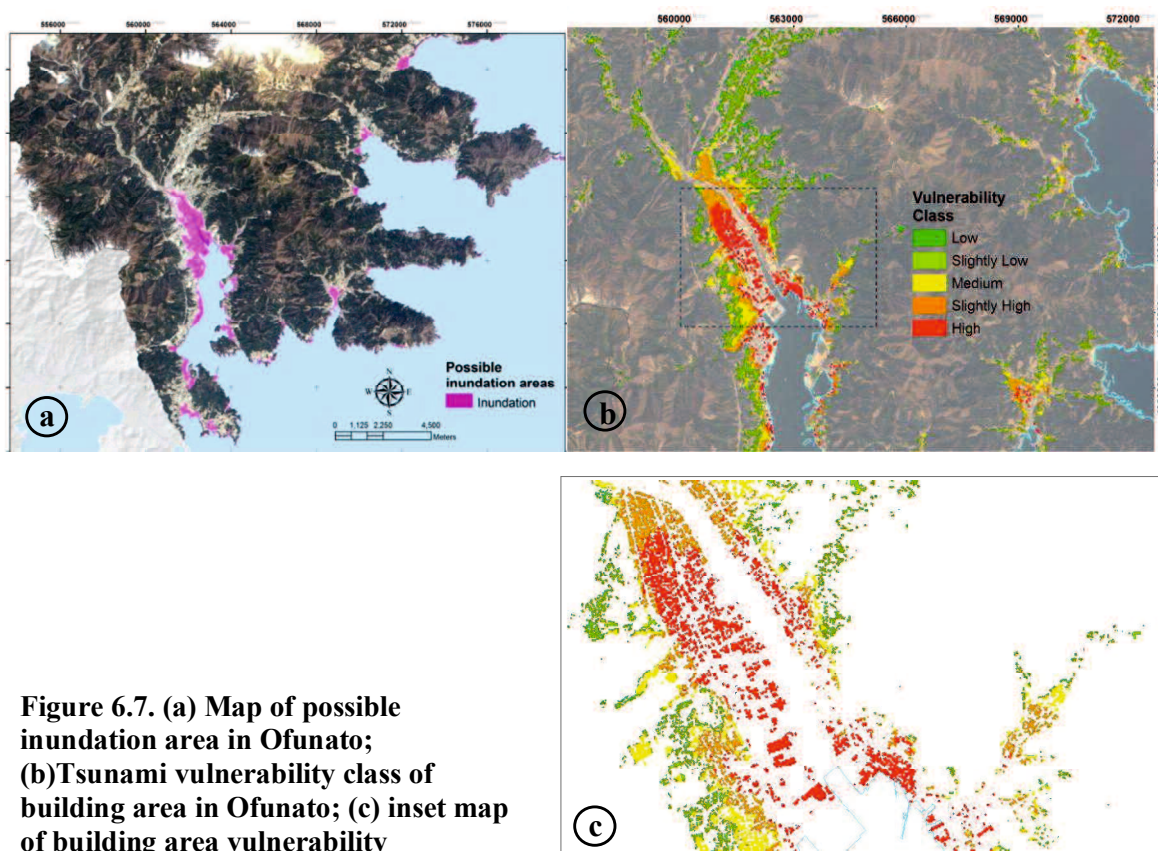 556000 560000 564000 568000 572000 576000
Possible
inundation areas
Inundation
N
W E
S
0 1,125 2,250 4,500
Meters
a
560000 563000 566000 569000 572000
Vulnerability
Class
Low
Slightly Low
Medium
Slightly High
High
b
Figure 6.7. (a) Map of possible
inundation area in Ofunato;
(b)Tsunami vulnerability class of
building area in Ofunato; (c) inset map
of building area vulnerability
c